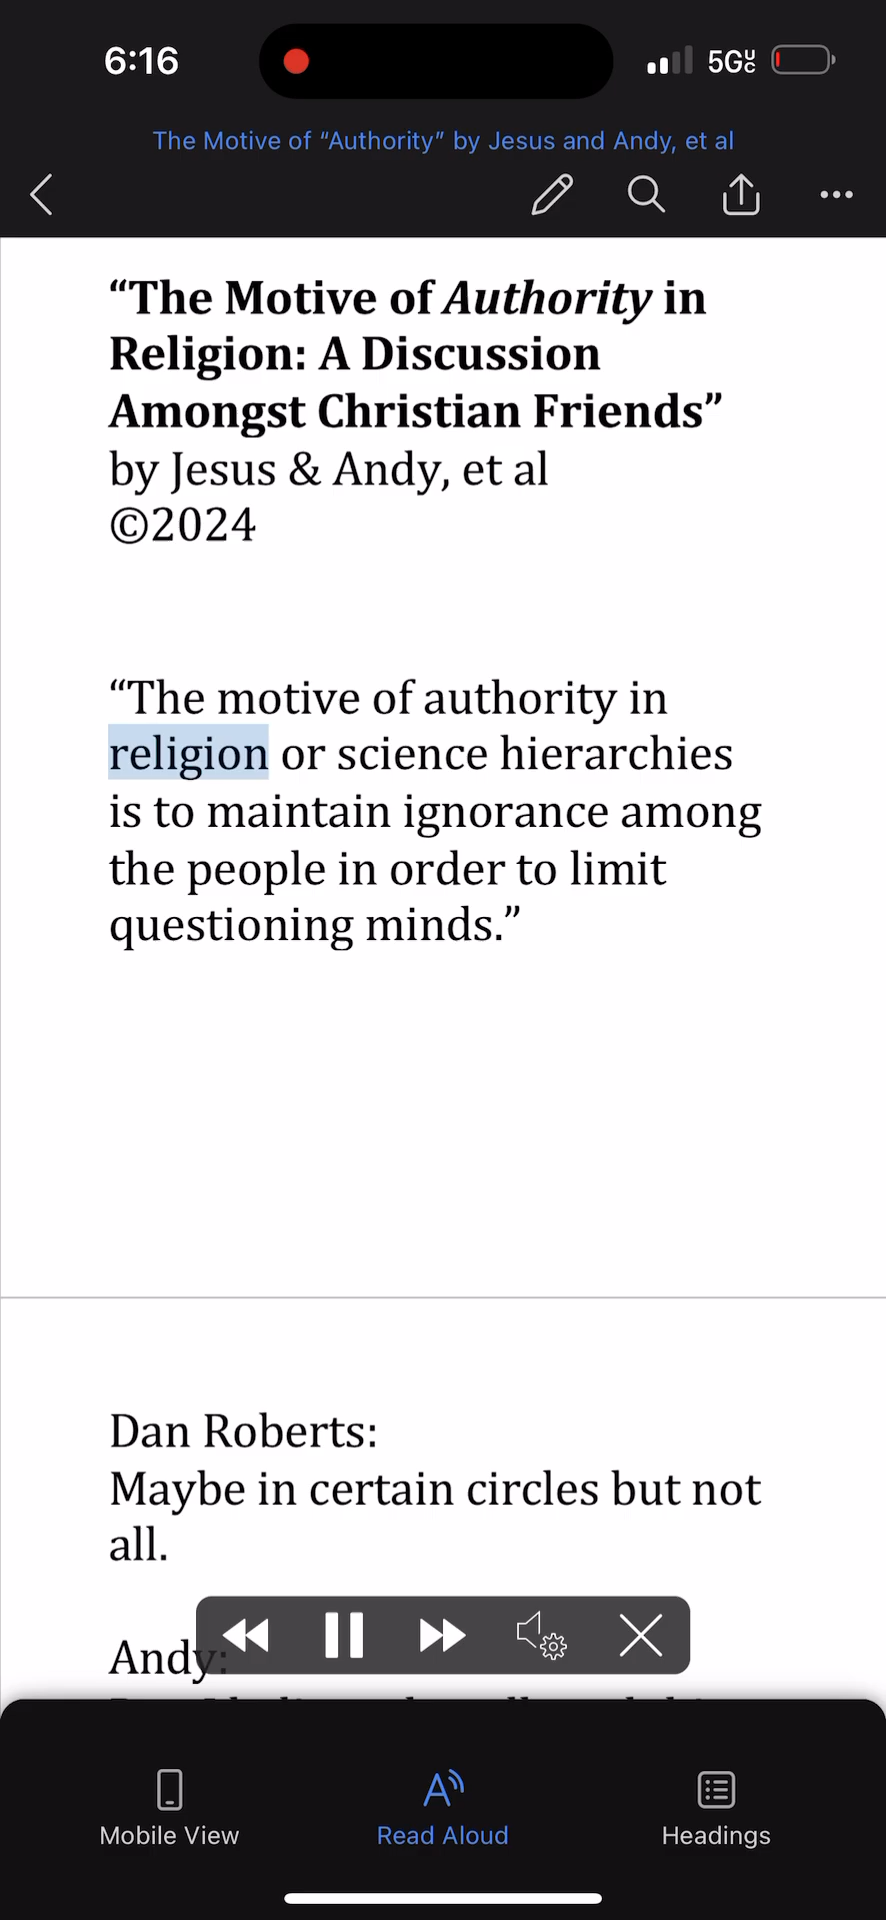 6:16
5GUC
The Motive of “Authority” by Jesus and Andy, et al
“The Motive of Authority in
Religion: A Discussion
Amongst Christian Friends”
by Jesus & Andy, et al
©2024
“The motive of authority in
religion or science hierarchies
is to maintain ignorance among
the people in order to limit
questioning minds.”
Dan Roberts:
Maybe in certain circles but not
all.
Andy:
Mobile View
Read Aloud
Headings